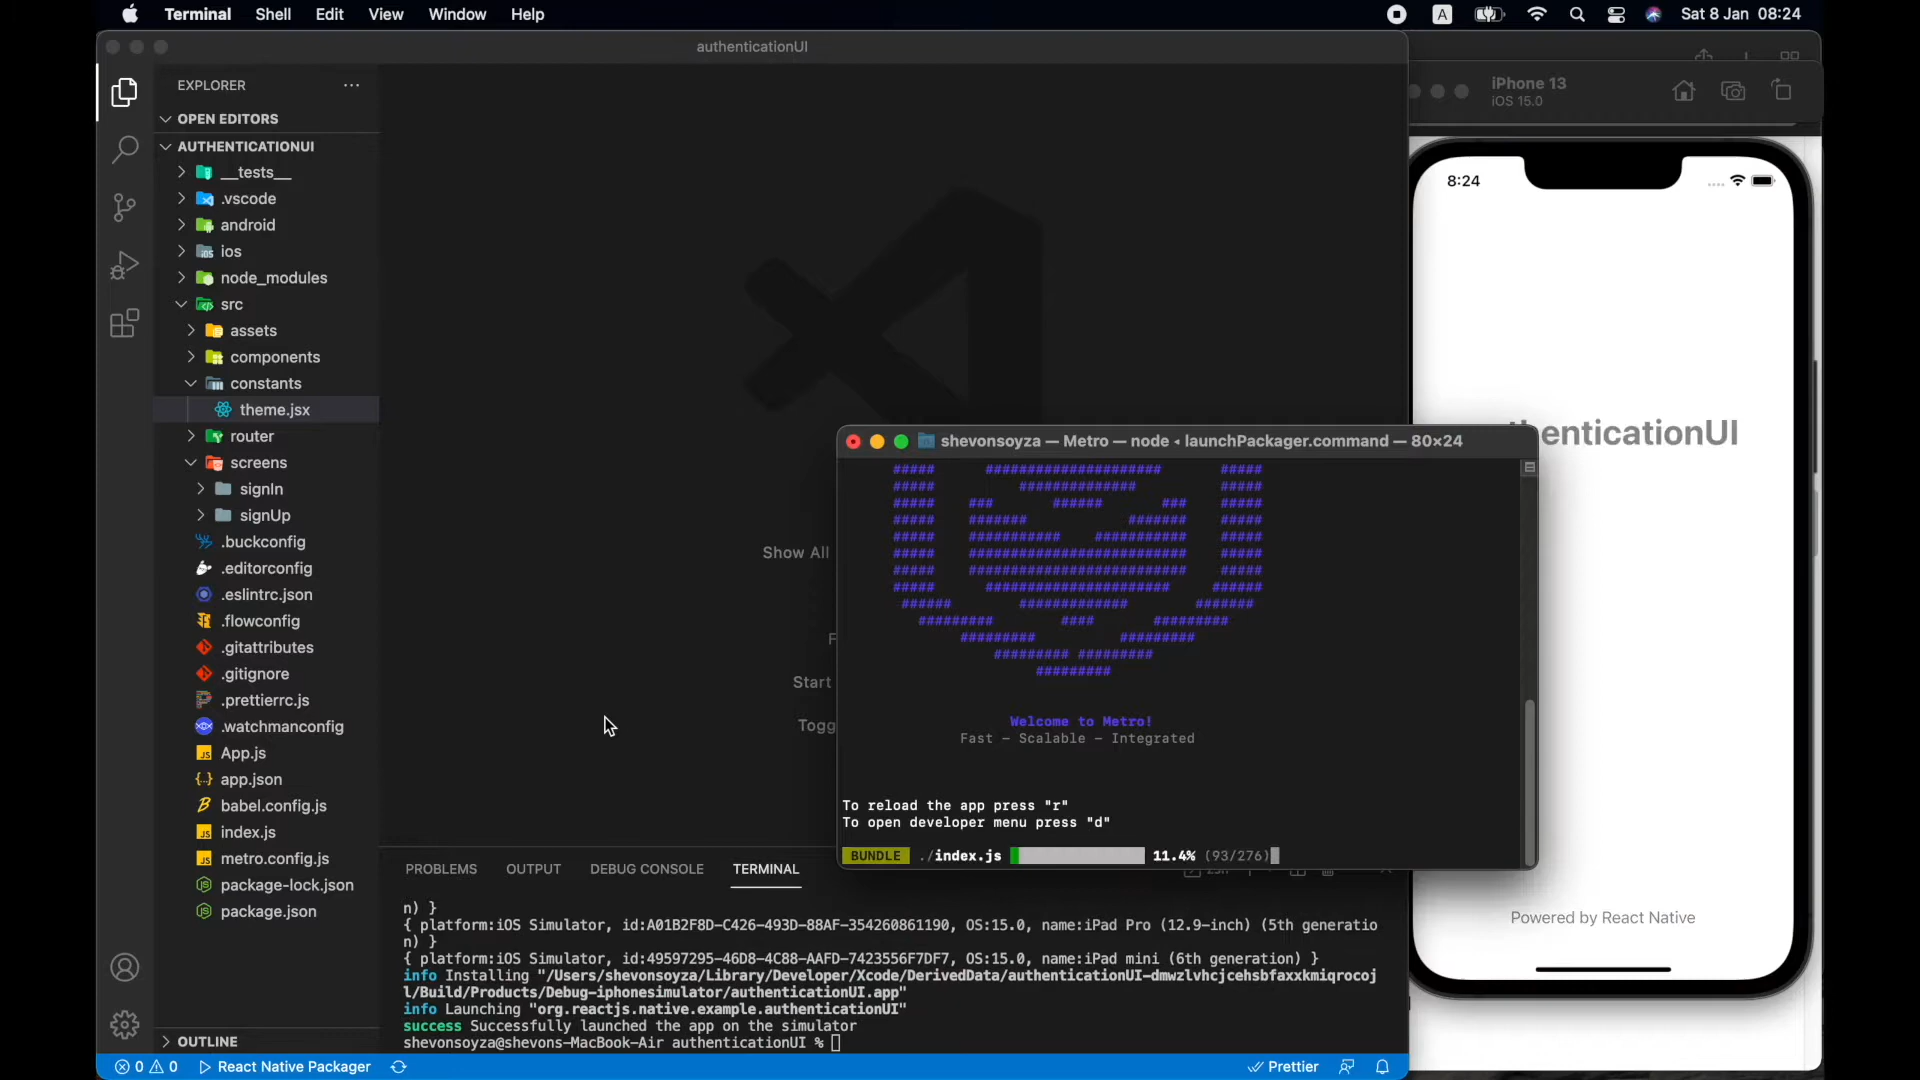 Terminal Shell Edit View Window Help
A
Sat 8 Jan 08:24
authenticationUI
EXPLORER
OPEN EDITORS
AUTHENTICATIONUI
__tests__
.vscode
android
ios
node_modules
src
assets
components
constants
theme.jsx
router
screens
signIn
signUp
.buckconfig
.editorconfig
.eslintrc.json
.flowconfig
.gitattributes
.gitignore
.prettierrc.js
.watchmanconfig
App.js
app.json
babel.config.js
index.js
metro.config.js
package-lock.json
package.json
OUTLINE
0 0 React Native Packager
Prettier
Show All
F
Start
Togg
shevonsoyza — Metro — node ◂ launchPackager.command — 80×24
##### ##################### #####
##### ############## #####
##### ### ###### ### #####
##### ####### ####### #####
##### ########### ########### #####
##### ########################## #####
##### ########################## #####
##### ###################### ######
###### ############# #######
######### #### #########
######### #########
######### #########
#########
Welcome to Metro!
Fast - Scalable - Integrated
To reload the app press "r"
To open developer menu press "d"
BUNDLE ./index.js 11.4% (93/276)
PROBLEMS OUTPUT DEBUG CONSOLE TERMINAL
n) }
{ platform:iOS Simulator, id:A01B2F8D-C426-493D-88AF-354260861190, OS:15.0, name:iPad Pro (12.9-inch) (5th generatio
n) }
{ platform:iOS Simulator, id:49597295-46D8-4C88-AAFD-7423556F7DF7, OS:15.0, name:iPad mini (6th generation) }
info Installing "/Users/shevonsoyza/Library/Developer/Xcode/DerivedData/authenticationUI-dmwzlvhcjcehsbfaxxkmiqrocoj
l/Build/Products/Debug-iphonesimulator/authenticationUI.app"
info Launching "org.reactjs.native.example.authenticationUI"
success Successfully launched the app on the simulator
shevonsoyza@shevons-MacBook-Air authenticationUI %
iPhone 13
iOS 15.0
8:24
henticationUI
Powered by React Native